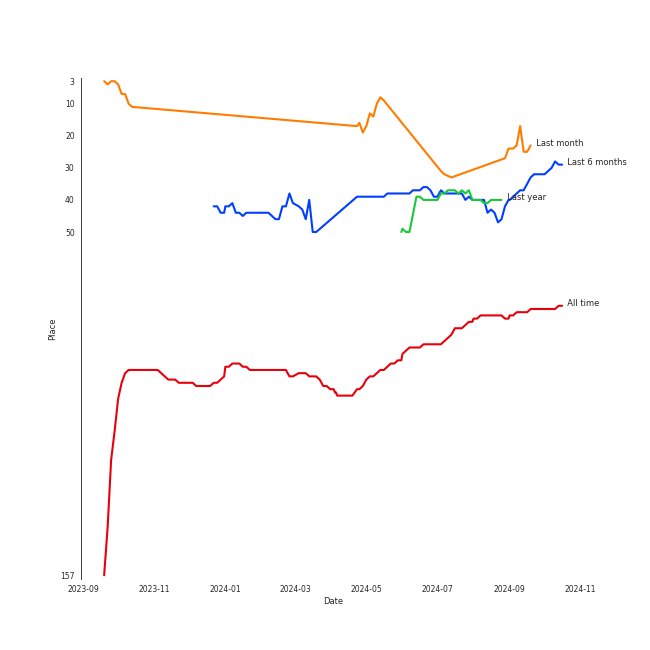 3
10
20
30
40
50
157
Place
Last month
Last 6 months
Last year
All time
2023-09 2023-11 2024-01 2024-03 2024-05 2024-07 2024-09 2024-11
Date